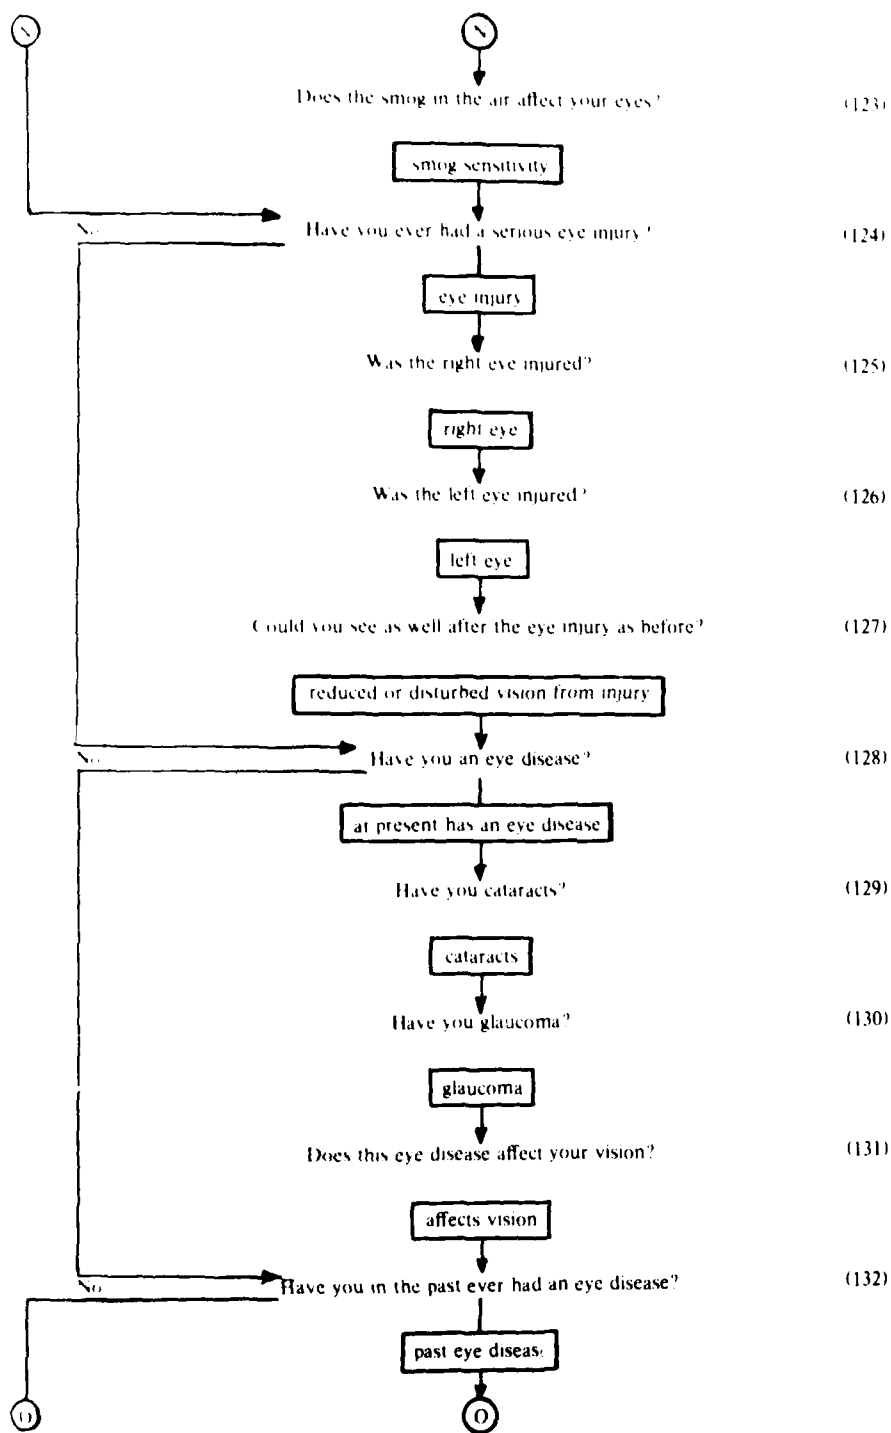 N N
Does the smog in the air affect your eyes? (123)
smog sensitivity
No Have you ever had a serious eye injury? (124)
eye injury
Was the right eye injured? (125)
right eye
Was the left eye injured? (126)
left eye
Could you see as well after the eye injury as before? (127)
reduced or disturbed vision from injury
No Have you an eye disease? (128)
at present has an eye disease
Have you cataracts? (129)
cataracts
Have you glaucoma? (130)
glaucoma
Does this eye disease affect your vision? (131)
affects vision
No Have you in the past ever had an eye disease? (132)
past eye disease
O O